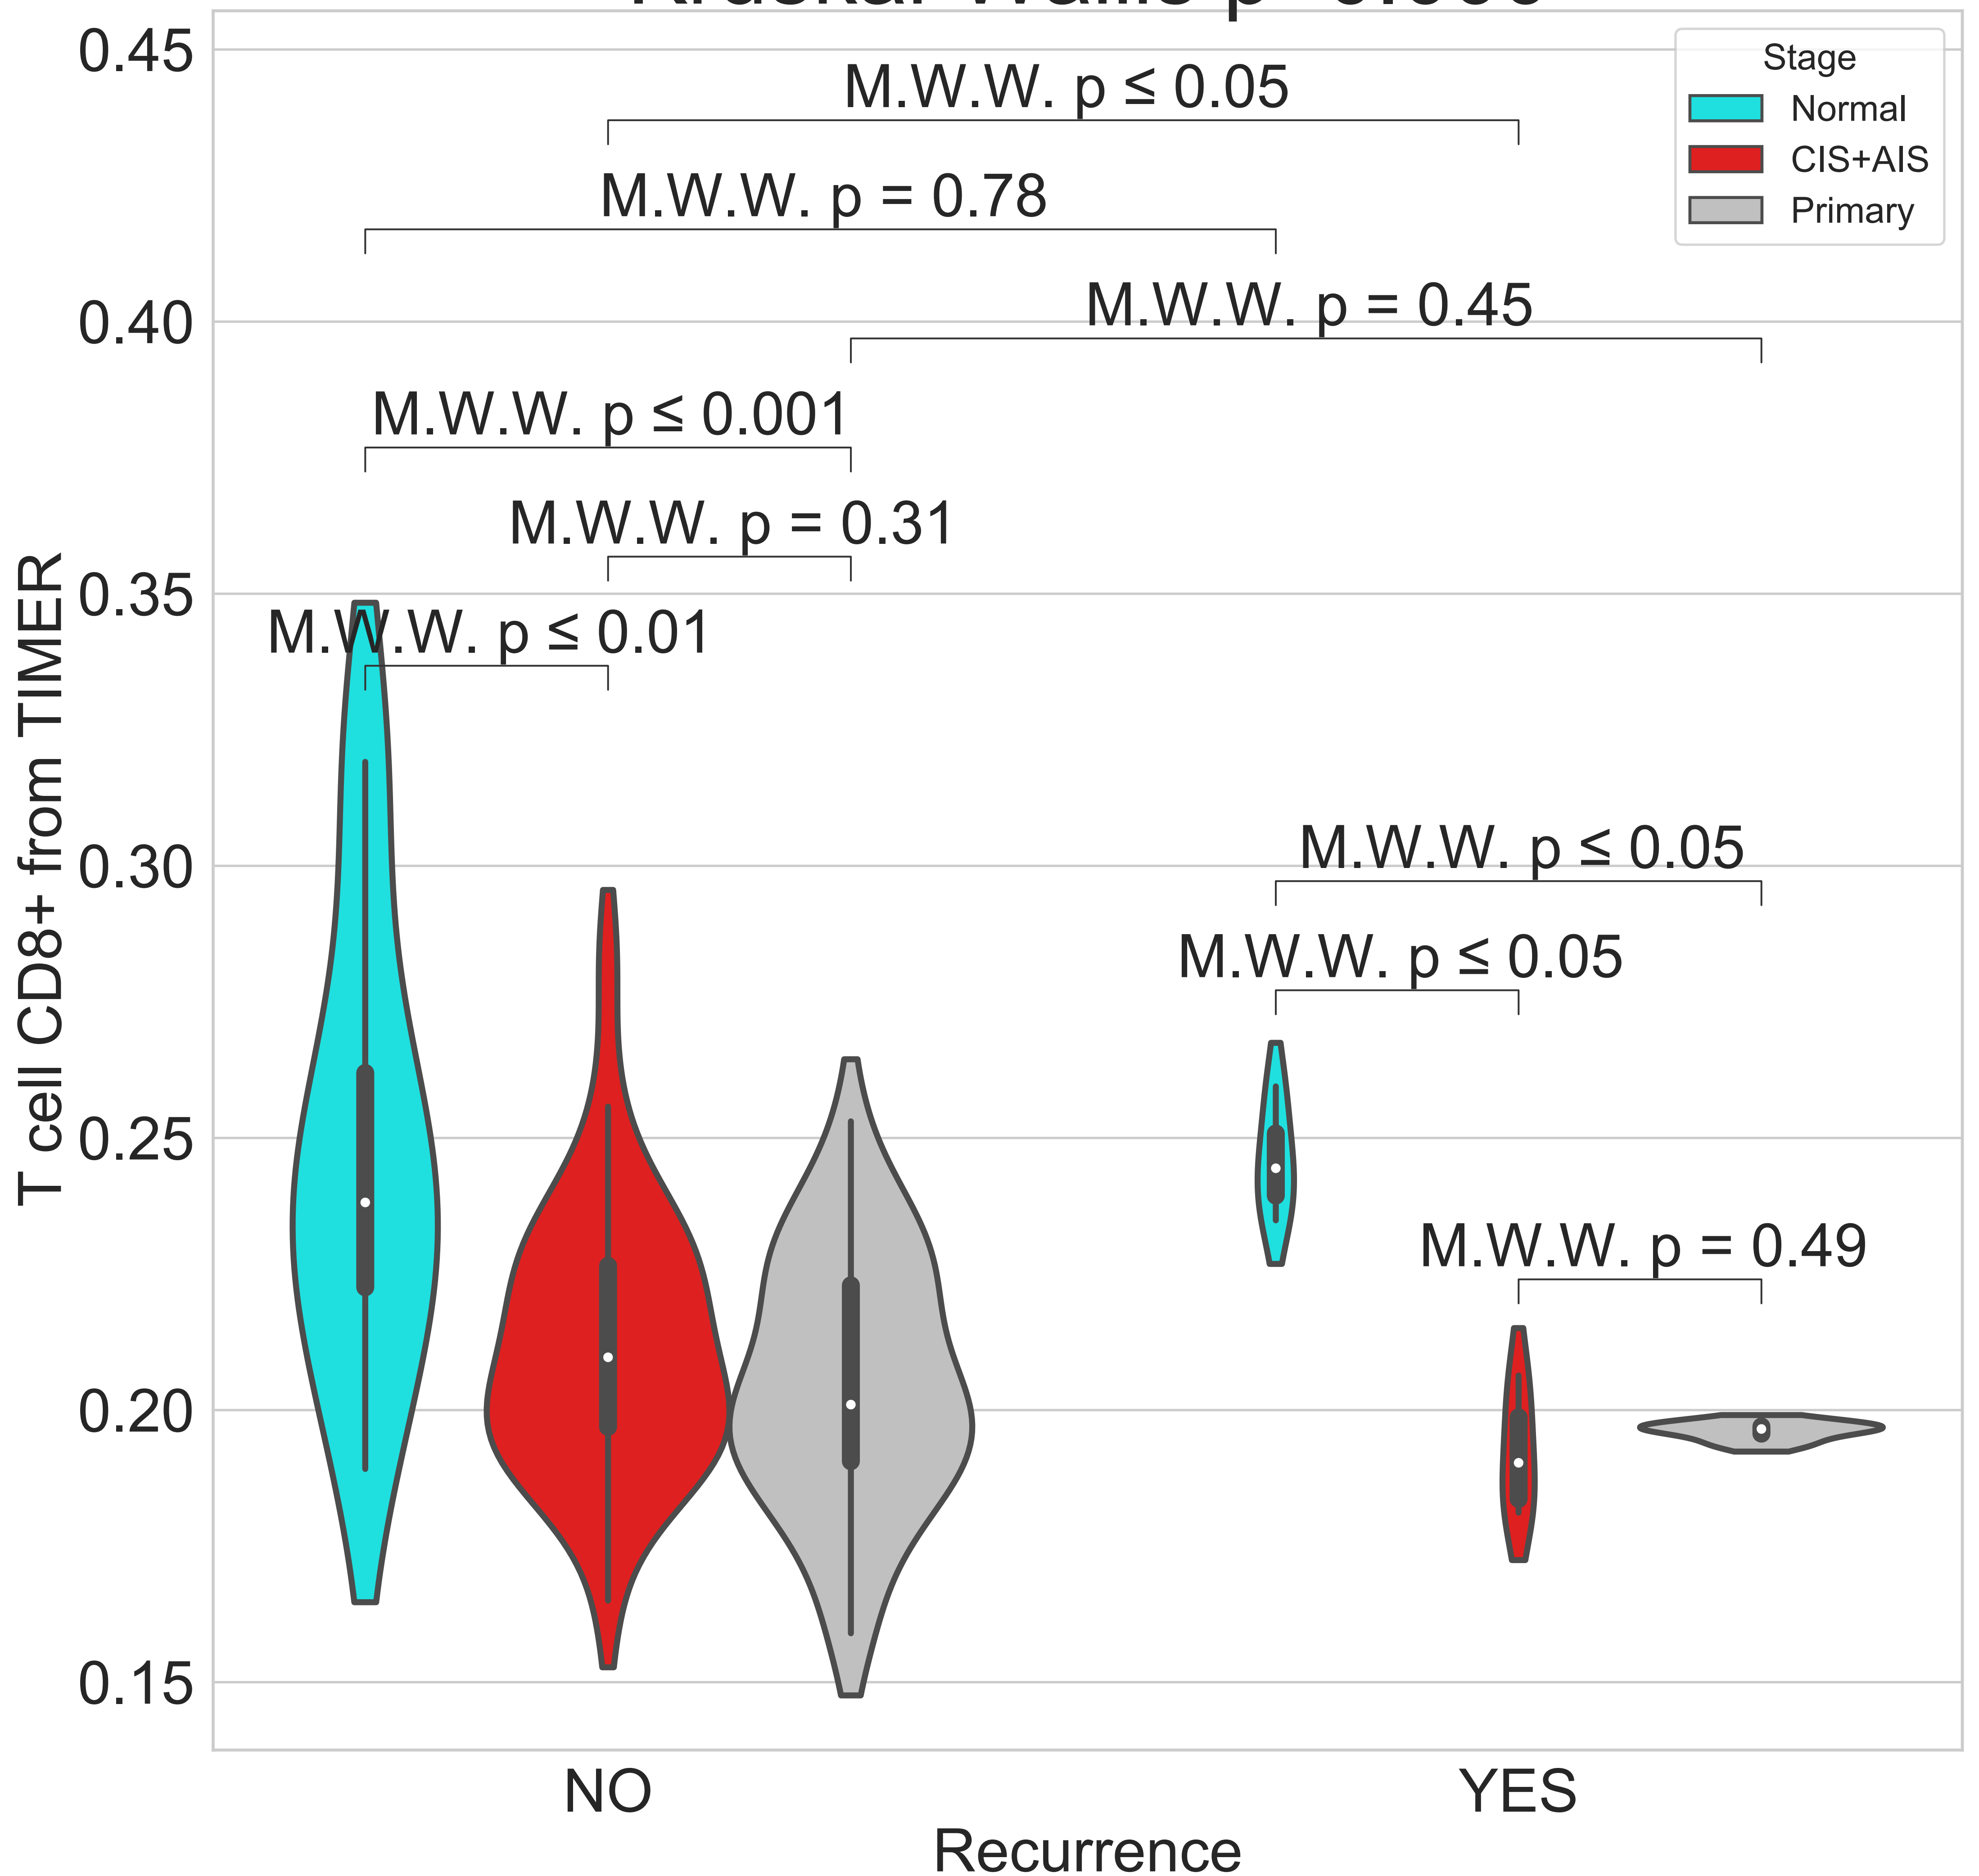 0.45
0.40
0.35
0.30
0.25
0.20
0.15
T cell CD8+ from TIMER
Stage
Normal
CIS+AIS
Primary
M.W.W. p ≤ 0.05
M.W.W. p = 0.78
M.W.W. p = 0.45
M.W.W. p ≤ 0.001
M.W.W. p = 0.31
M.W.W. p ≤ 0.01
M.W.W. p ≤ 0.05
M.W.W. p ≤ 0.05
M.W.W. p = 0.49
NO
YES
Recurrence